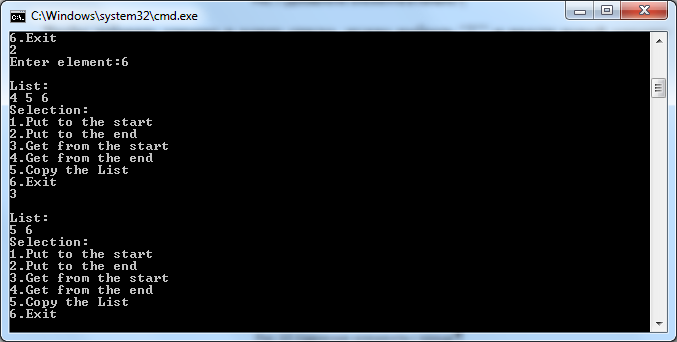 C:\Windows\system32\cmd.exe
6.Exit
2
Enter element:6
List:
4 5 6
Selection:
1.Put to the start
2.Put to the end
3.Get from the start
4.Get from the end
5.Copy the List
6.Exit
3
List:
5 6
Selection:
1.Put to the start
2.Put to the end
3.Get from the start
4.Get from the end
5.Copy the List
6.Exit